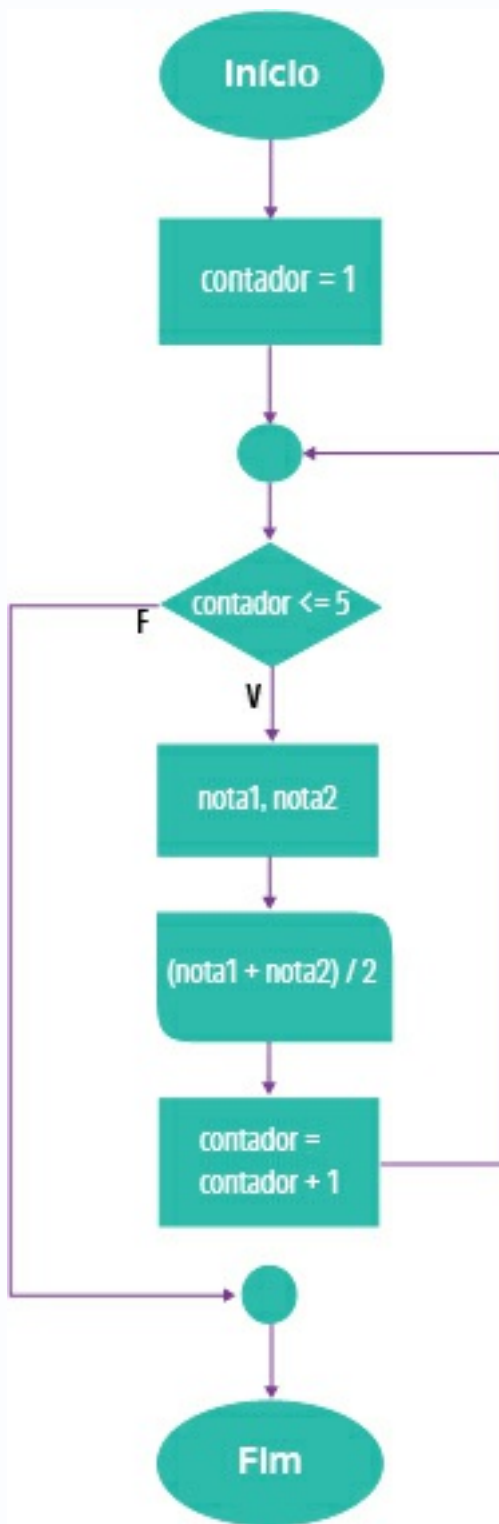 Início
contador = 1
contador <= 5
F
V
nota1, nota2
(nota1 + nota2) / 2
contador =
contador + 1
Fim